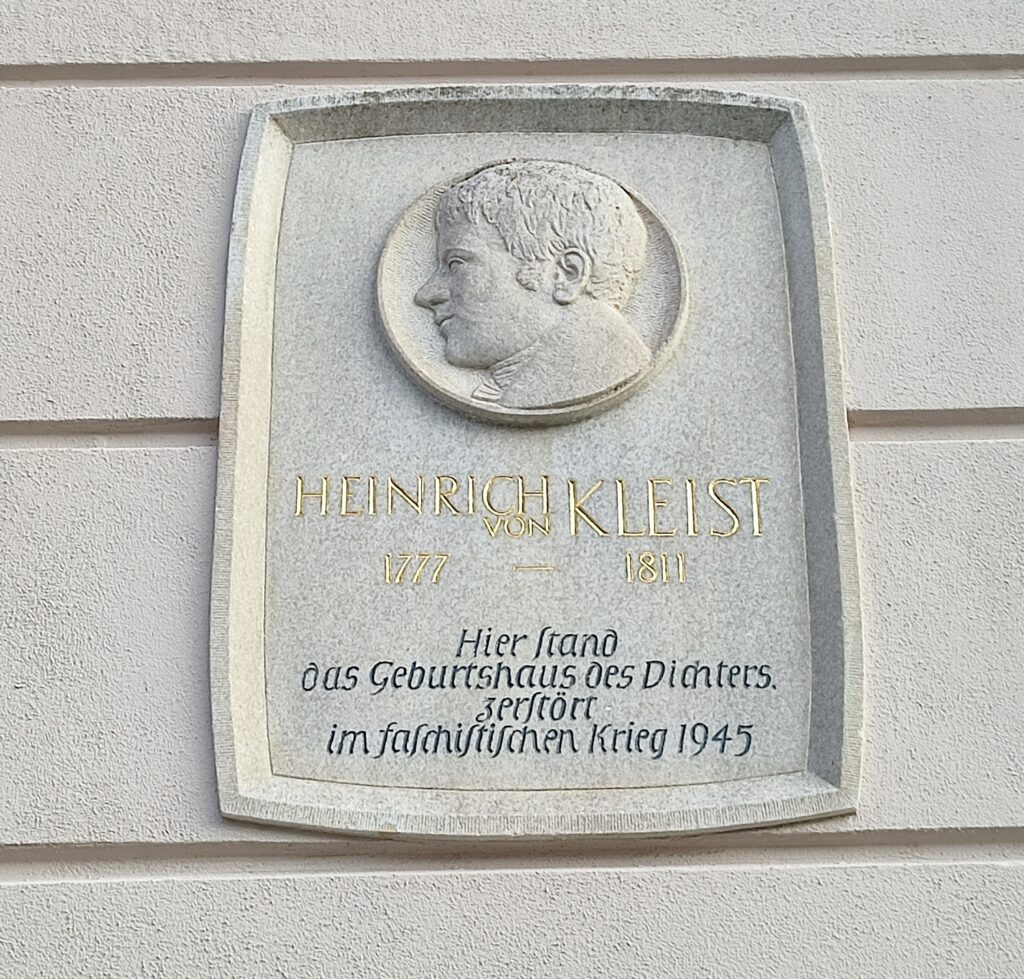 HEINRICH VON KLEIST
1777 — 1811
Hier ſtand
das Geburtshaus des Dichters.
zerſtört
im faſchiſtiſchen Krieg 1945